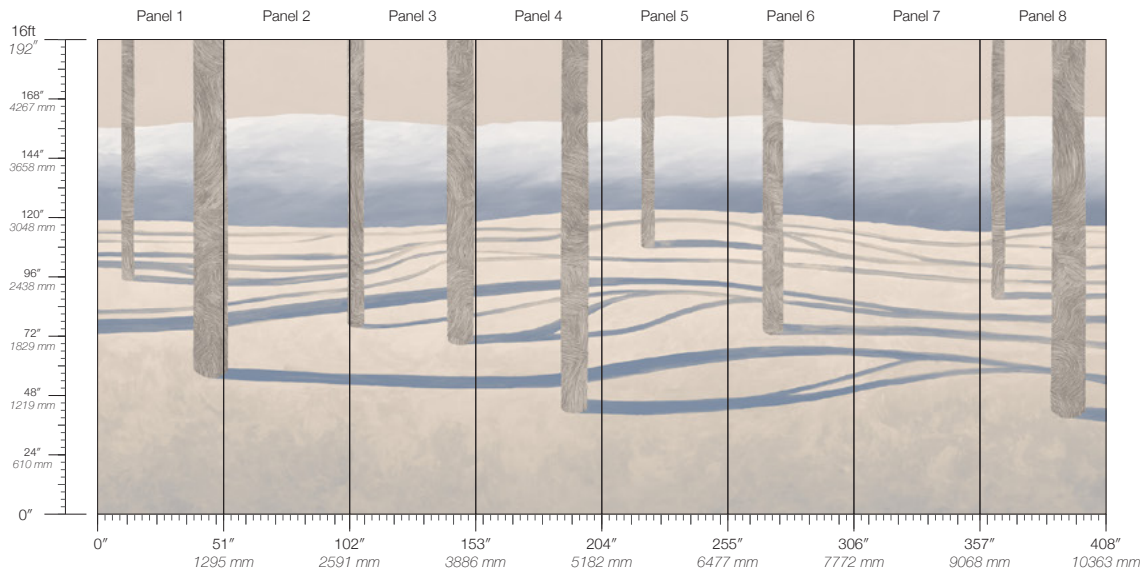 Panel 1 Panel 2 Panel 3 Panel 4 Panel 5 Panel 6 Panel 7 Panel 8
16ft
192″
168″
4267 mm
144″
3658 mm
120″
3048 mm
96″
2438 mm
72″
1829 mm
48″
1219 mm
24″
610 mm
0″
0″ 51″ 102″ 153″ 204″ 255″ 306″ 357″ 408″
1295 mm 2591 mm 3886 mm 5182 mm 6477 mm 7772 mm 9068 mm 10363 mm